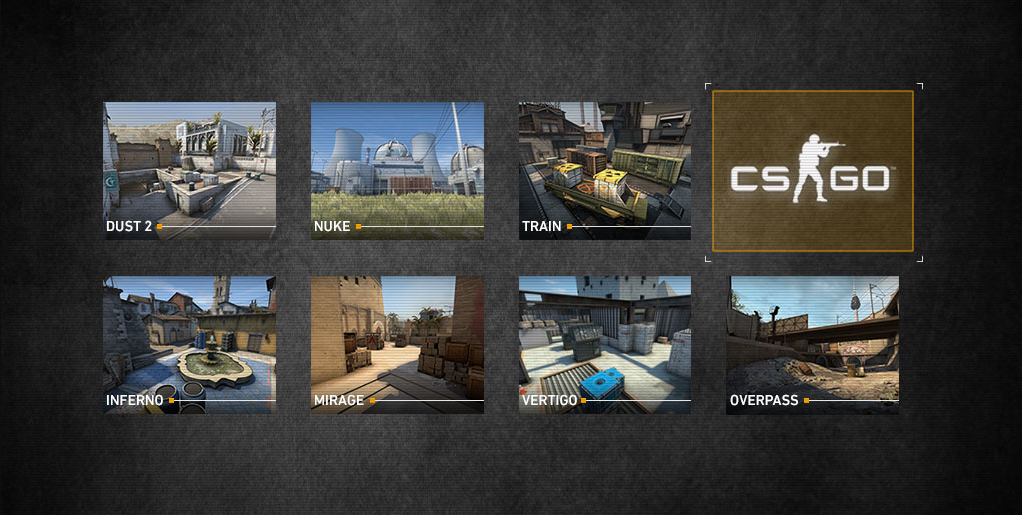 DUST 2
NUKE
TRAIN
CS GO
INFERNO
MIRAGE
VERTIGO
OVERPASS